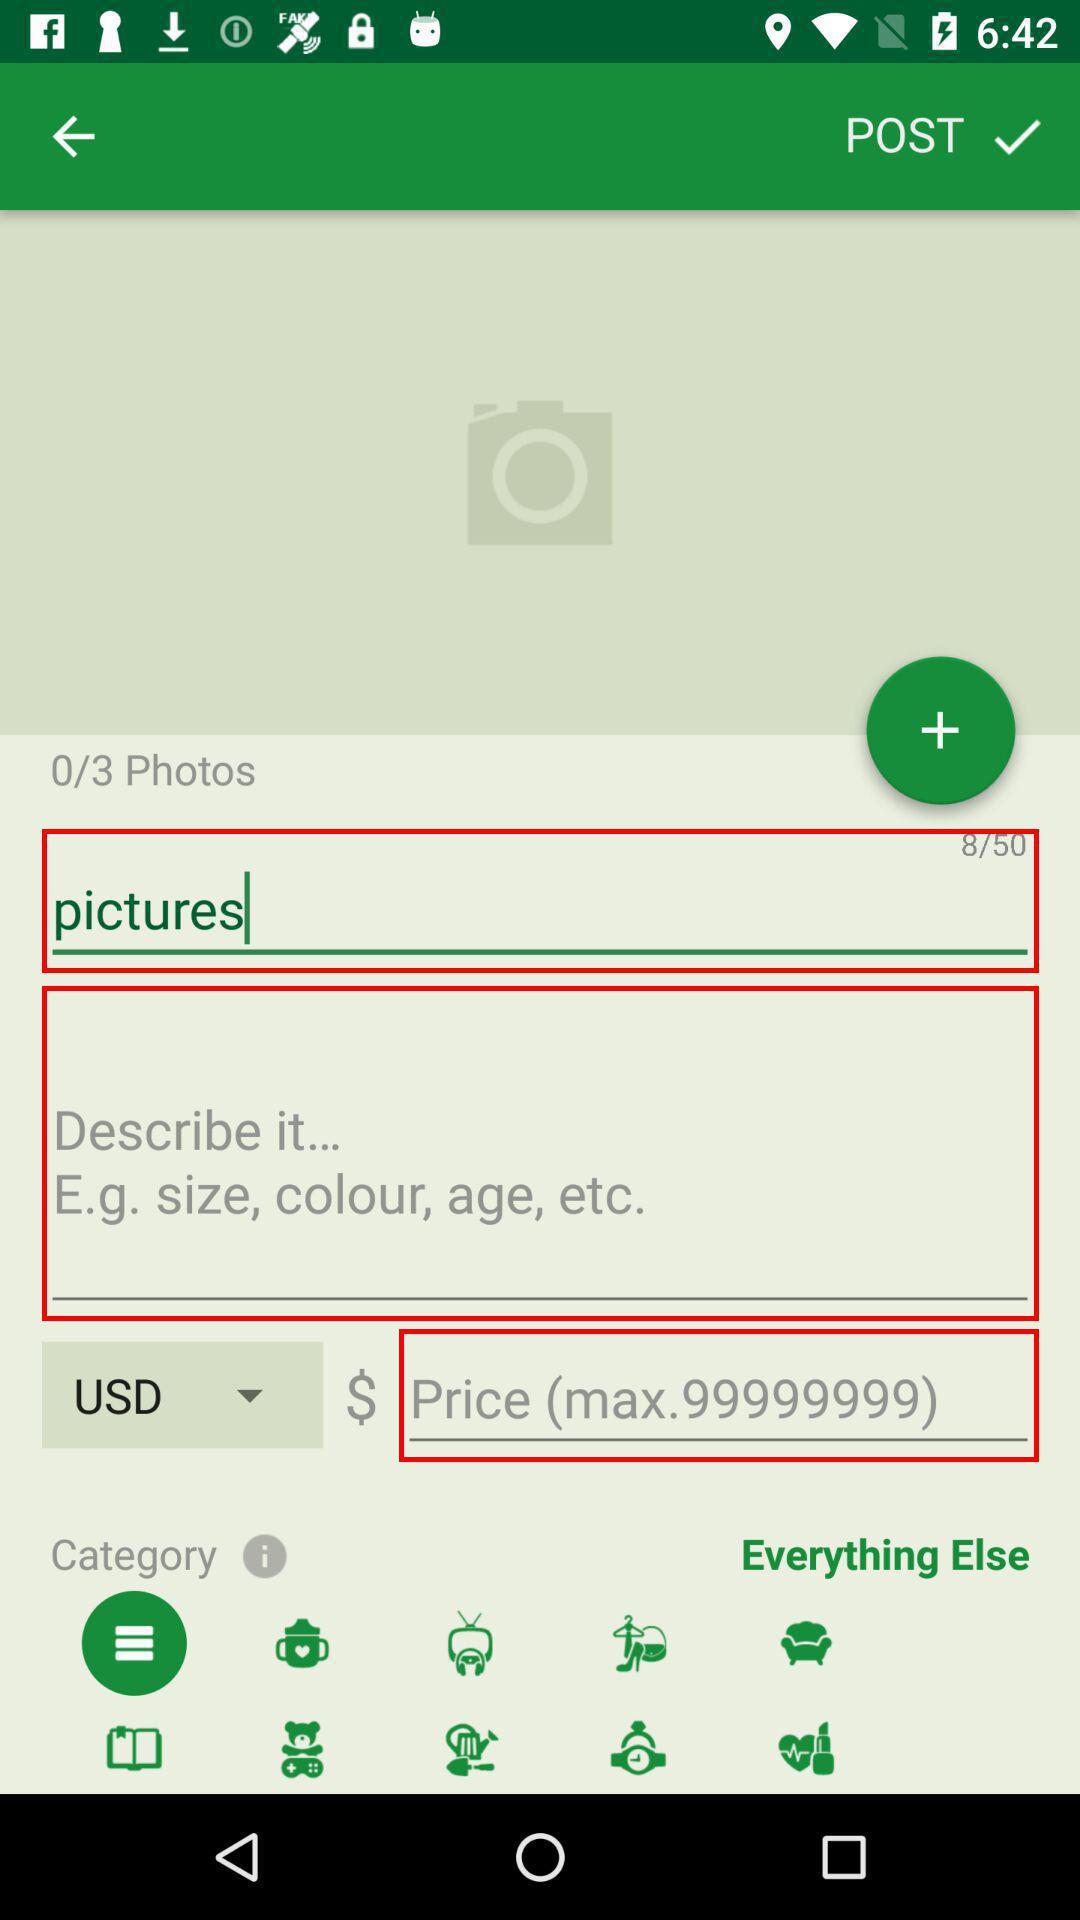 FAKE
6:42
POST
0/3 Photos
8/50
pictures
Describe it...
E.g. size, colour, age, etc.
USD $ Price (max.99999999)
Category Everything Else